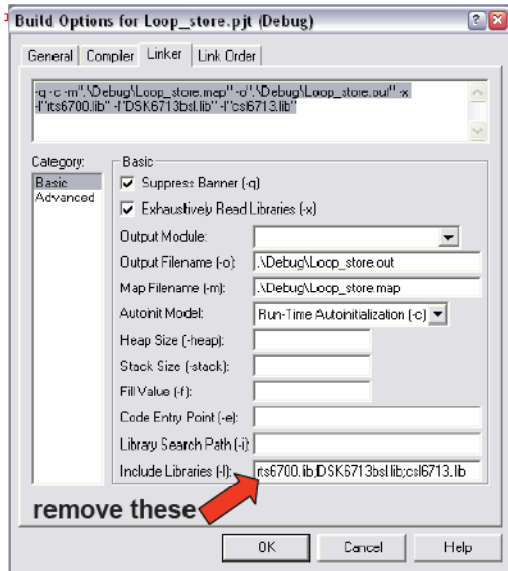 Build Options for Loop_store.pjt (Debug)
General Compiler Linker Link Order
-q -c -m".\Debug\Loop_store.map" -o".\Debug\Loop_store.out" -x
-l"rts6700.lib" -l"DSK6713bsl.lib" -l"csl6713.lib"
Category:
Basic
Advanced
Basic
Suppress Banner (-q)
Exhaustively Read Libraries (-x)
Output Module:
Output Filename (-o): .\Debug\Loop_store.out
Map Filename (-m): .\Debug\Loop_store.map
Autoinit Model: Run-Time Autoinitialization (-c)
Heap Size (-heap):
Stack Size (-stack):
Fill Value (-f):
Code Entry Point (-e):
Library Search Path (-i):
Include Libraries (-l): rts6700.lib;DSK6713bsl.lib;csl6713.lib
remove these
OK Cancel Help